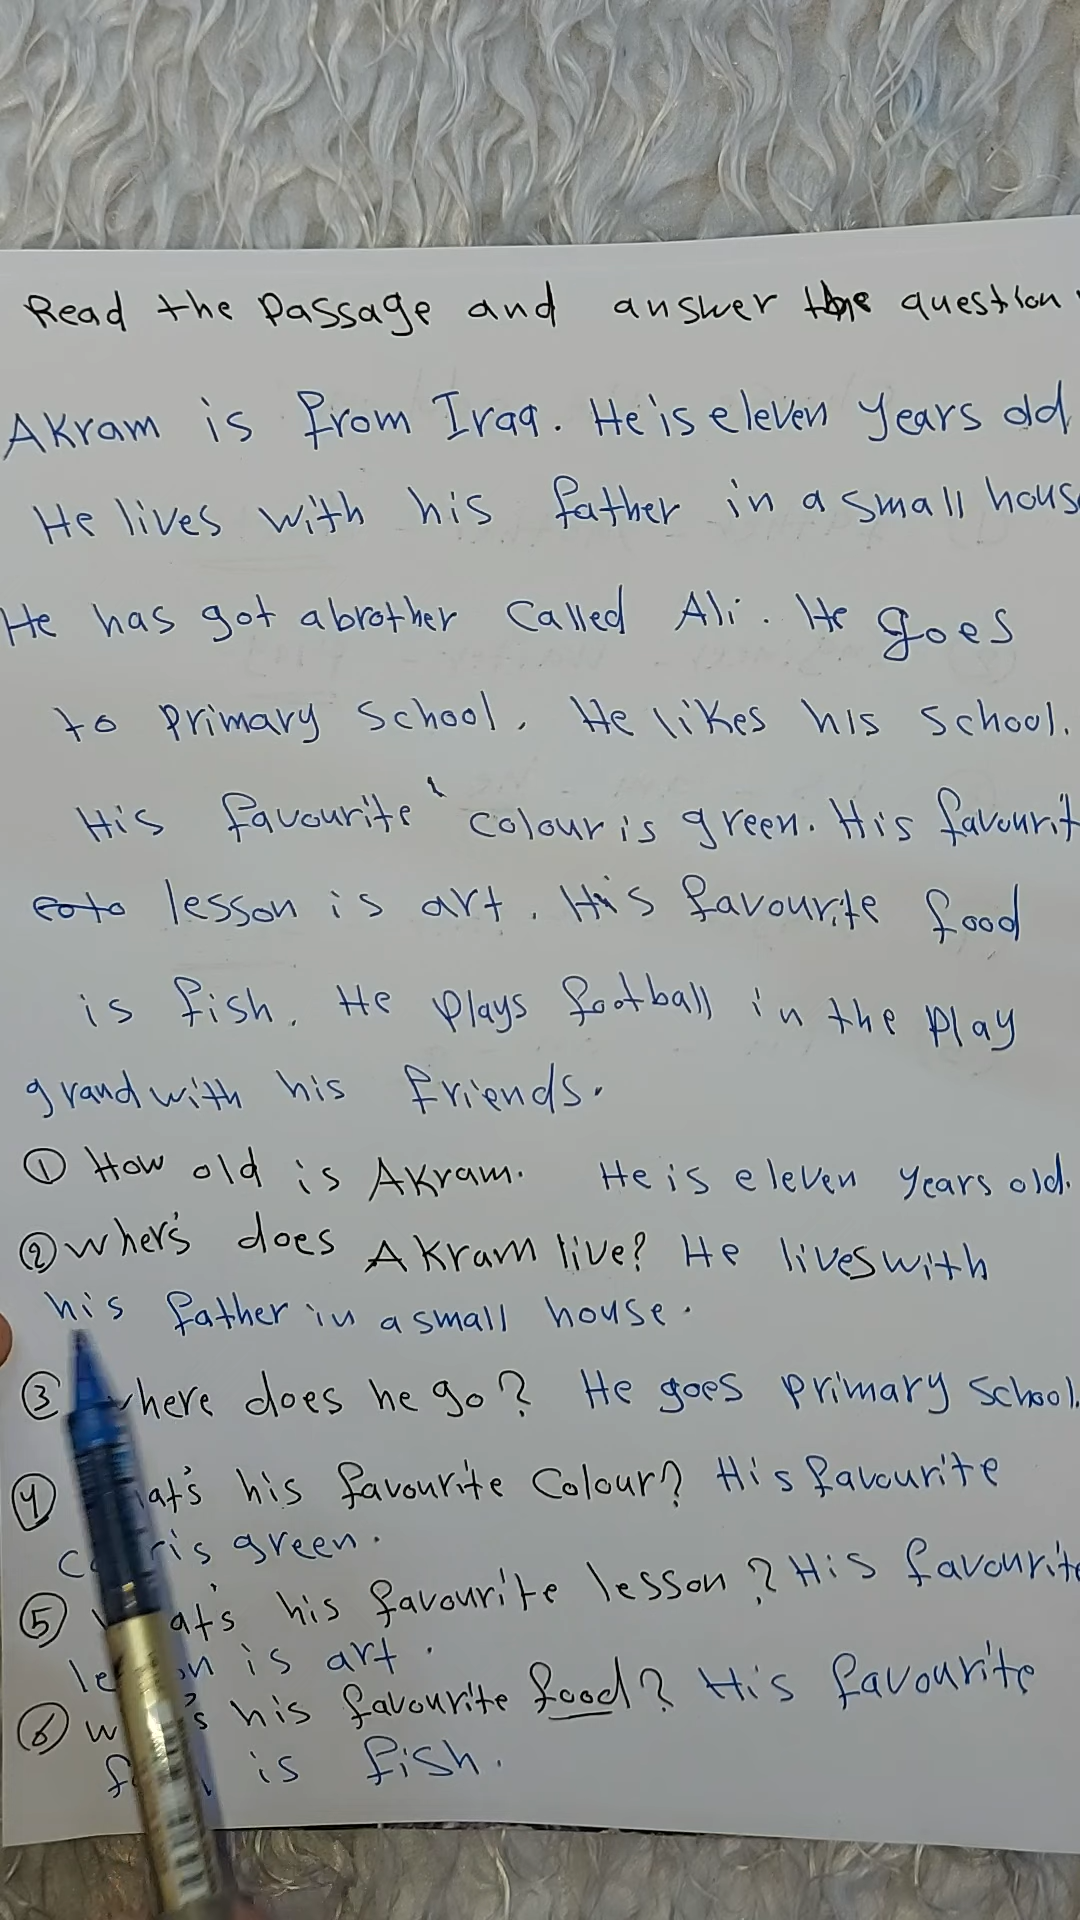 Read the Passage and answer the question
Akram is from Iraq. He is eleven years old
He lives with his father in a small hous
He has got abrother Called Ali. He goes
to Primary School. He likes his School.
His favourite colour is green. His favourit
lesson is art. His favourite food
is fish. He Plays football in the Play
grand with his friends.
① How old is Akram. He is eleven years old.
② Wher's does Akram live? He lives with
his father in a small house.
③ where does he go? He goes Primary School.
④ his favourite Colour? His favourite
is green.
⑤ his favourite lesson? His favourite
is art.
⑥ his favourite food? His favourite
is fish.